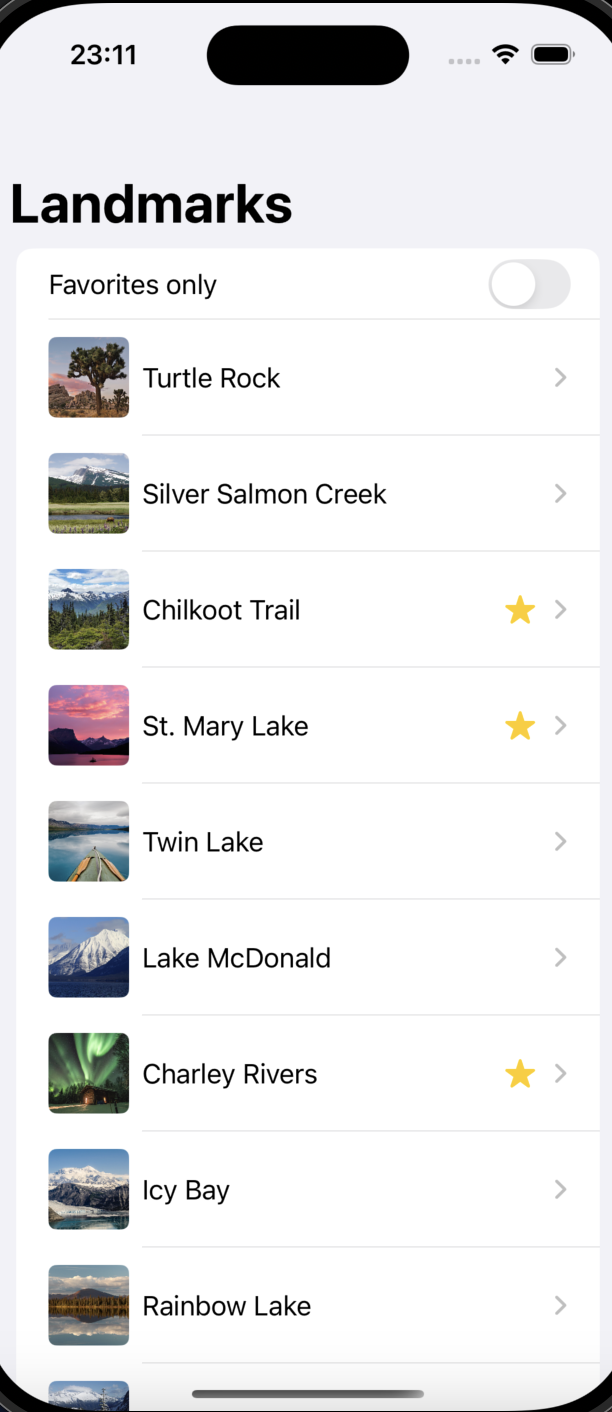 23:11
Landmarks
Favorites only
Turtle Rock
Silver Salmon Creek
Chilkoot Trail
St. Mary Lake
Twin Lake
Lake McDonald
Charley Rivers
Icy Bay
Rainbow Lake